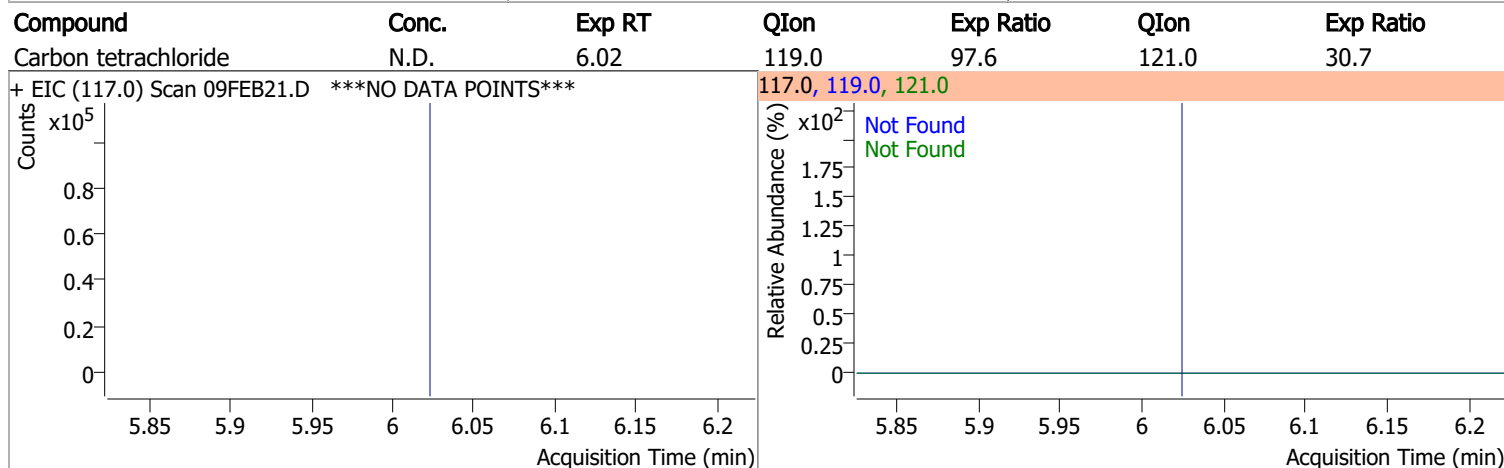 Compound Conc. Exp RT QIon Exp Ratio QIon Exp Ratio
Carbon tetrachloride N.D. 6.02 119.0 97.6 121.0 30.7
+ EIC (117.0) Scan 09FEB21.D ***NO DATA POINTS***
Counts
x10⁵
0.8
0.6
0.4
0.2
0
5.85 5.9 5.95 6 6.05 6.1 6.15 6.2
Acquisition Time (min)
117.0, 119.0, 121.0
Relative Abundance (%)
x10²
Not Found
Not Found
1.75
1.5
1.25
1
0.75
0.5
0.25
0
5.85 5.9 5.95 6 6.05 6.1 6.15 6.2
Acquisition Time (min)